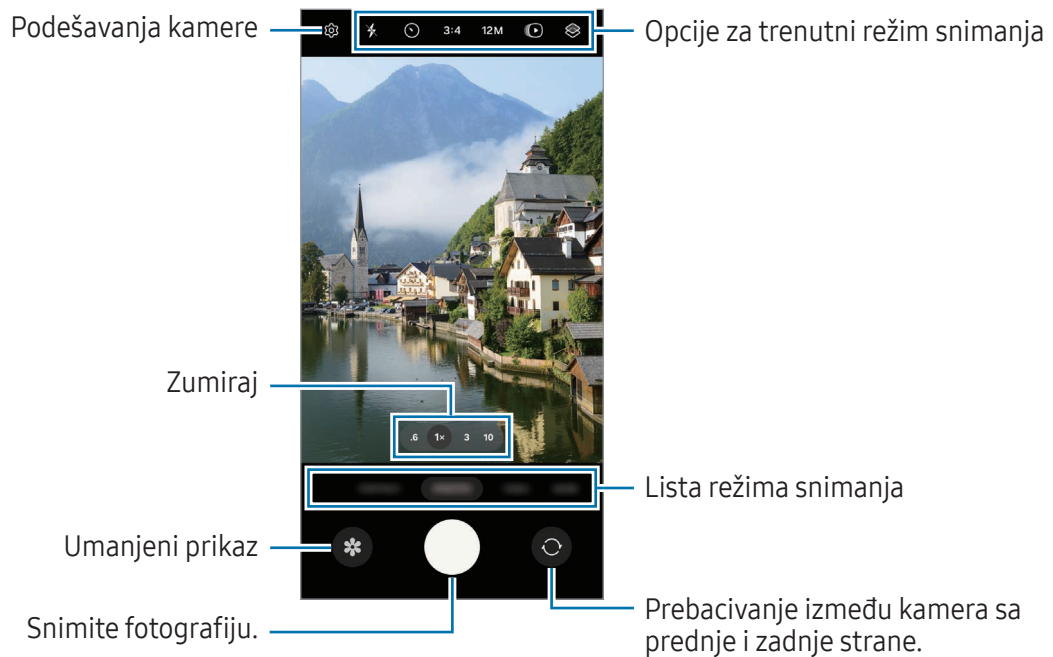 Podešavanja kamere
3:4 12M
Opcije za trenutni režim snimanja
Zumiraj
.6 1× 3 10
Lista režima snimanja
Umanjeni prikaz
Snimite fotografiju.
Prebacivanje između kamera sa
prednje i zadnje strane.